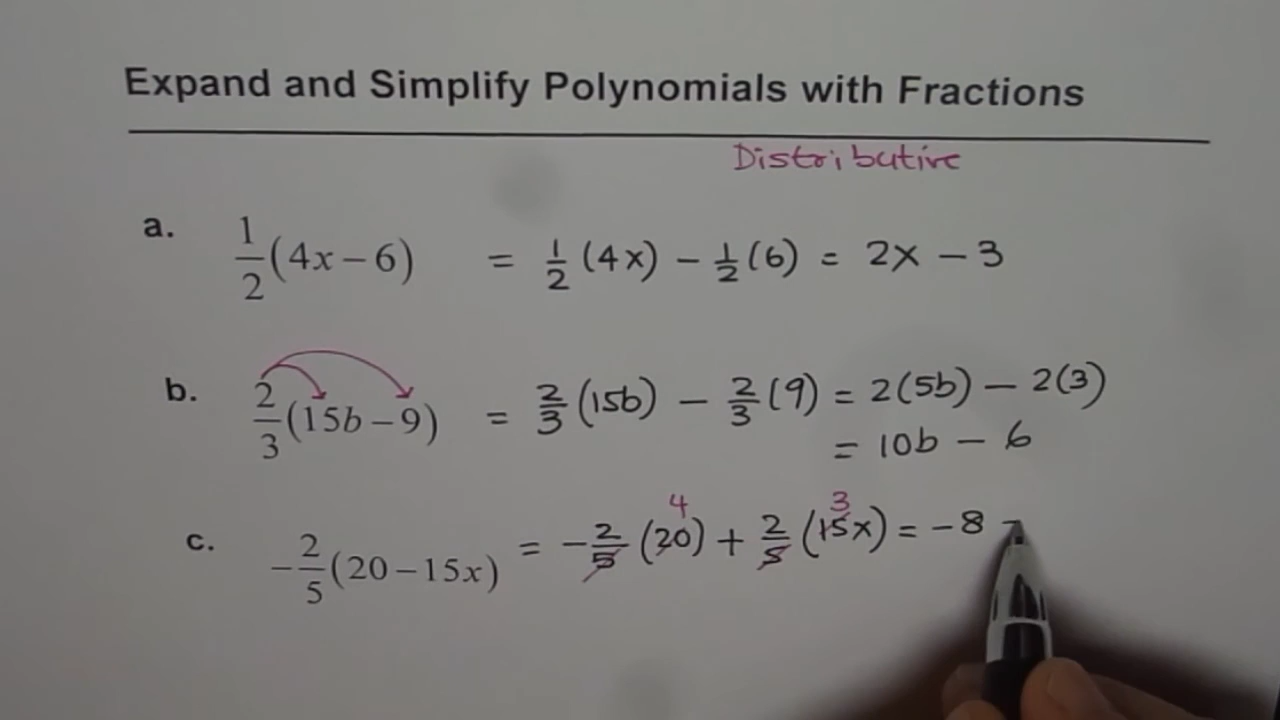 Expand and Simplify Polynomials with Fractions
Distributive
a. 1/2(4x − 6) = 1/2 (4x) − 1/2 (6) = 2x − 3
b. 2/3(15b − 9) = 2/3 (15b) − 2/3 (9) = 2(5b) − 2(3)
= 10b − 6
4 3
c. −2/5(20 − 15x) = −2/5 (20) + 2/5 (15x) = −8